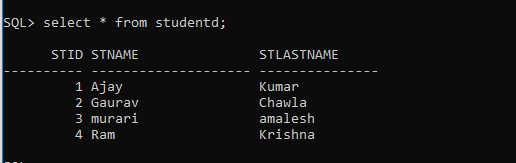 SQL> select * from studentd;
STID STNAME STLASTNAME
---------- -------------------- ---------------
1 Ajay Kumar
2 Gaurav Chawla
3 murari amalesh
4 Ram Krishna